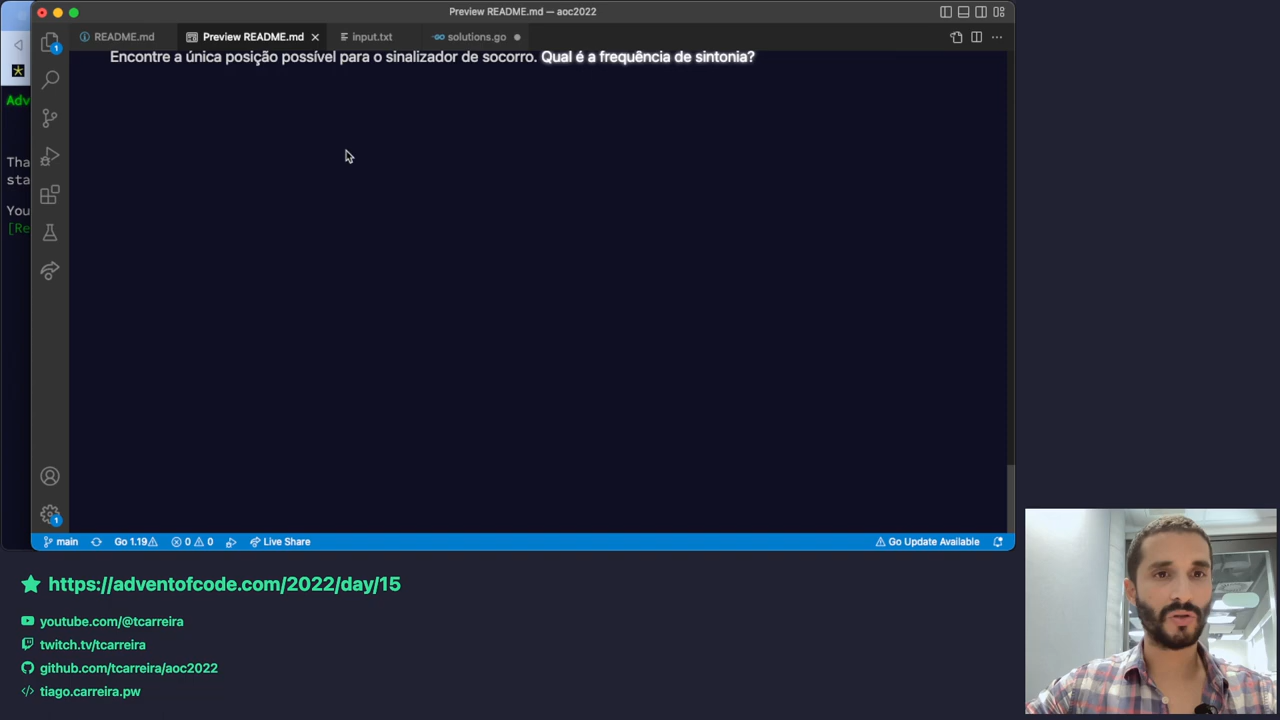 Preview README.md — aoc2022
README.md
Preview README.md
input.txt
solutions.go
Encontre a única posição possível para o sinalizador de socorro. Qual é a frequência de sintonia?
Adv
Tha
sta
You
[Re
1
1
main
Go 1.19
0
0
Live Share
Go Update Available
https://adventofcode.com/2022/day/15
youtube.com/@tcarreira
twitch.tv/tcarreira
github.com/tcarreira/aoc2022
</> tiago.carreira.pw